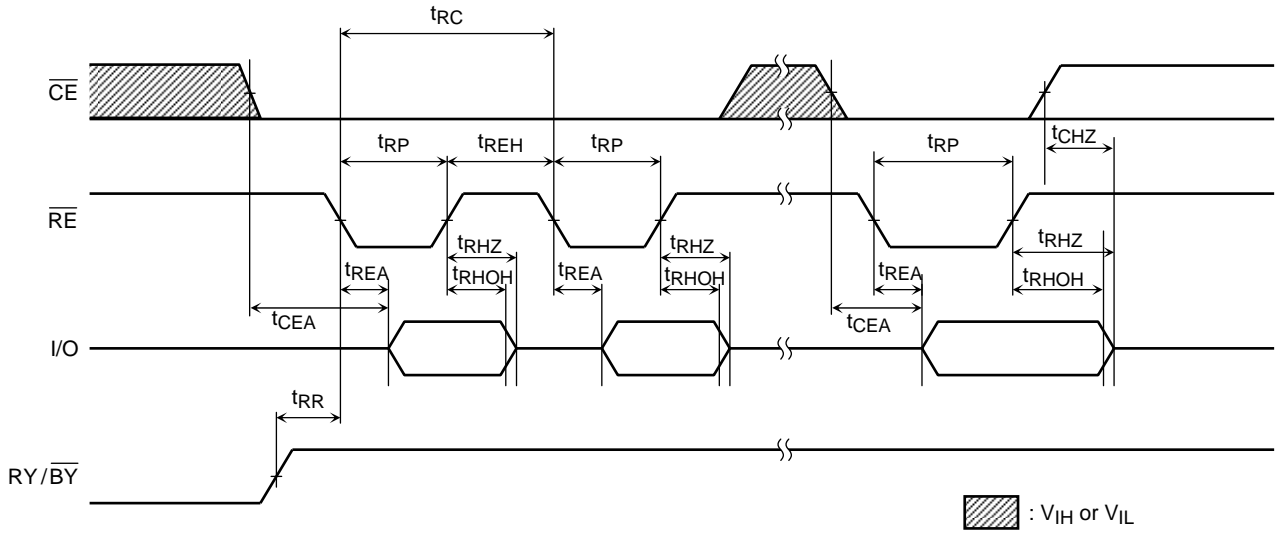 tRC
CE
tCHZ
tRP
tREH
tRP
tRP
RE
tRHZ
tRHZ
tRHZ
tREA
tRHOH
tREA
tRHOH
tREA
tRHOH
tCEA
tCEA
I/O
tRR
RY/BY
: VIH or VIL